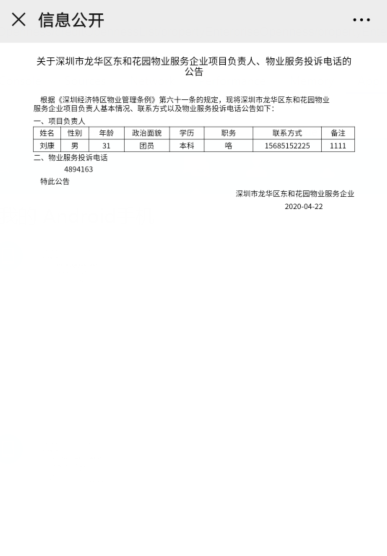 信息公开
关于深圳市龙华区东和花园物业服务企业项目负责人、物业服务投诉电话的
公告
根据《深圳经济特区物业管理条例》第六十一条的规定，现将深圳市龙华区东和花园物业
服务企业项目负责人基本情况、联系方式以及物业服务投诉电话公告如下：
一、项目负责人
姓名 性别 年龄 政治面貌 学历 职务 联系方式 备注
刘康 男 31 团员 本科 咯 15685152225 1111
二、物业服务投诉电话
4894163
特此公告
深圳市龙华区东和花园物业服务企业
2020-04-22